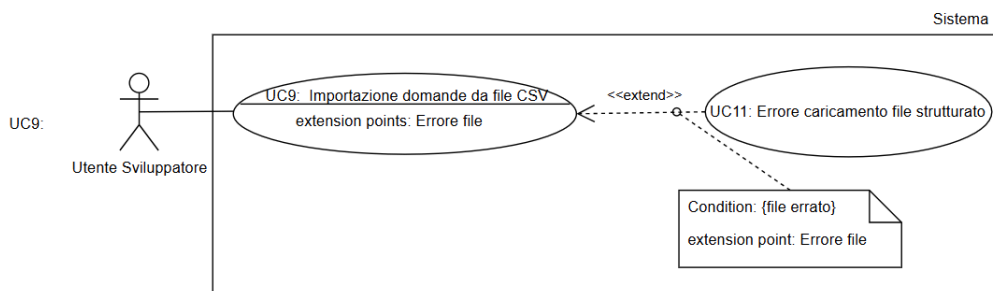 Sistema
UC9:
Utente Sviluppatore
UC9:  Importazione domande da file CSV
extension points: Errore file
<<extend>>
UC11: Errore caricamento file strutturato
Condition: {file errato}
extension point: Errore file